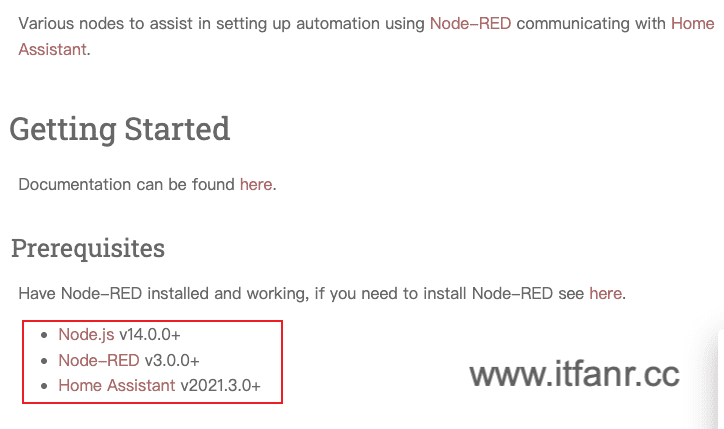 Various nodes to assist in setting up automation using Node-RED communicating with Home
Assistant.
Getting Started
Documentation can be found here.
Prerequisites
Have Node-RED installed and working, if you need to install Node-RED see here.
• Node.js v14.0.0+
• Node-RED v3.0.0+
• Home Assistant v2021.3.0+
www.itfanr.cc